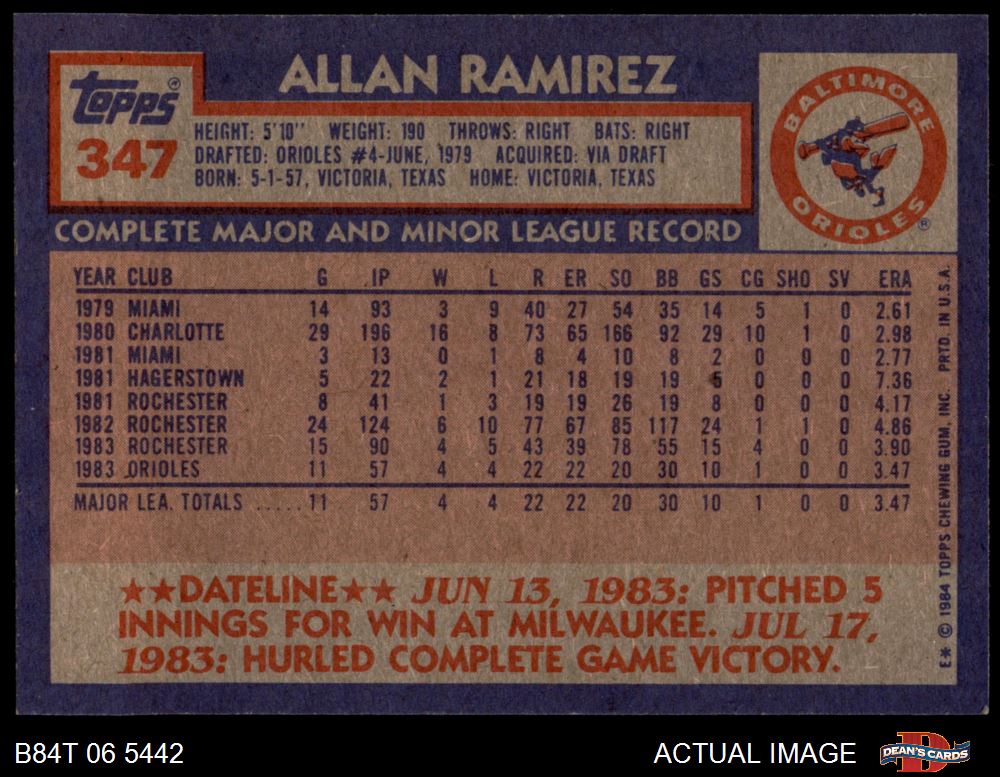 Topps®
347
ALLAN RAMIREZ
HEIGHT: 5'10" WEIGHT: 190 THROWS: RIGHT BATS: RIGHT
DRAFTED: ORIOLES #4-JUNE, 1979 ACQUIRED: VIA DRAFT
BORN: 5-1-57, VICTORIA, TEXAS HOME: VICTORIA, TEXAS
BALTIMORE
ORIOLES®
COMPLETE MAJOR AND MINOR LEAGUE RECORD
YEAR CLUB G IP W L R ER SO BB GS CG SHO SV ERA
1979 MIAMI 14 93 3 9 40 27 54 35 14 5 1 0 2.61
1980 CHARLOTTE 29 196 16 8 73 65 166 92 29 10 1 0 2.98
1981 MIAMI 3 13 0 1 8 4 10 8 2 0 0 0 2.77
1981 HAGERSTOWN 5 22 2 1 21 18 19 19 5 0 0 0 7.36
1981 ROCHESTER 8 41 1 3 19 19 26 19 8 0 0 0 4.17
1982 ROCHESTER 24 124 6 10 77 67 85 117 24 1 1 0 4.86
1983 ROCHESTER 15 90 4 5 43 39 78 55 15 4 0 0 3.90
1983 ORIOLES 11 57 4 4 22 22 20 30 10 1 0 0 3.47
MAJOR LEA. TOTALS .....11 57 4 4 22 22 20 30 10 1 0 0 3.47
★★DATELINE★★ JUN 13, 1983: PITCHED 5
INNINGS FOR WIN AT MILWAUKEE. JUL 17,
1983: HURLED COMPLETE GAME VICTORY.
E* © 1984 TOPPS CHEWING GUM, INC. PRTD. IN U.S.A.
B84T 06 5442
ACTUAL IMAGE
DEAN'S CARDS